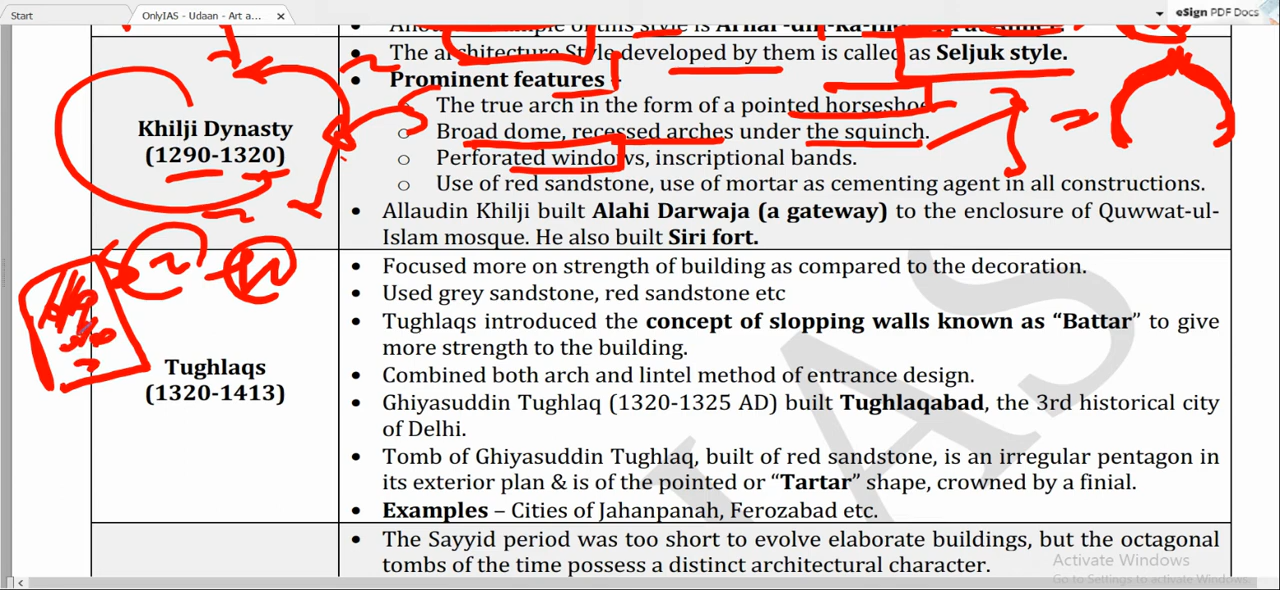 Start
OnlyIAS - Udaan - Art a...
eSign PDF Docs
The architecture Style developed by them is called as Seljuk style.
Prominent features -
The true arch in the form of a pointed horseshoe.
Khilji Dynasty
(1290-1320)
Broad dome, recessed arches under the squinch.
Perforated windows, inscriptional bands.
Use of red sandstone, use of mortar as cementing agent in all constructions.
Allaudin Khilji built Alahi Darwaja (a gateway) to the enclosure of Quwwat-ul-
Islam mosque. He also built Siri fort.
Tughlaqs
(1320-1413)
Focused more on strength of building as compared to the decoration.
Used grey sandstone, red sandstone etc
Tughlaqs introduced the concept of slopping walls known as “Battar” to give
more strength to the building.
Combined both arch and lintel method of entrance design.
Ghiyasuddin Tughlaq (1320-1325 AD) built Tughlaqabad, the 3rd historical city
of Delhi.
Tomb of Ghiyasuddin Tughlaq, built of red sandstone, is an irregular pentagon in
its exterior plan & is of the pointed or “Tartar” shape, crowned by a finial.
Examples – Cities of Jahanpanah, Ferozabad etc.
The Sayyid period was too short to evolve elaborate buildings, but the octagonal
tombs of the time possess a distinct architectural character.
IAS
Activate Windows
Go to Settings to activate Windows.